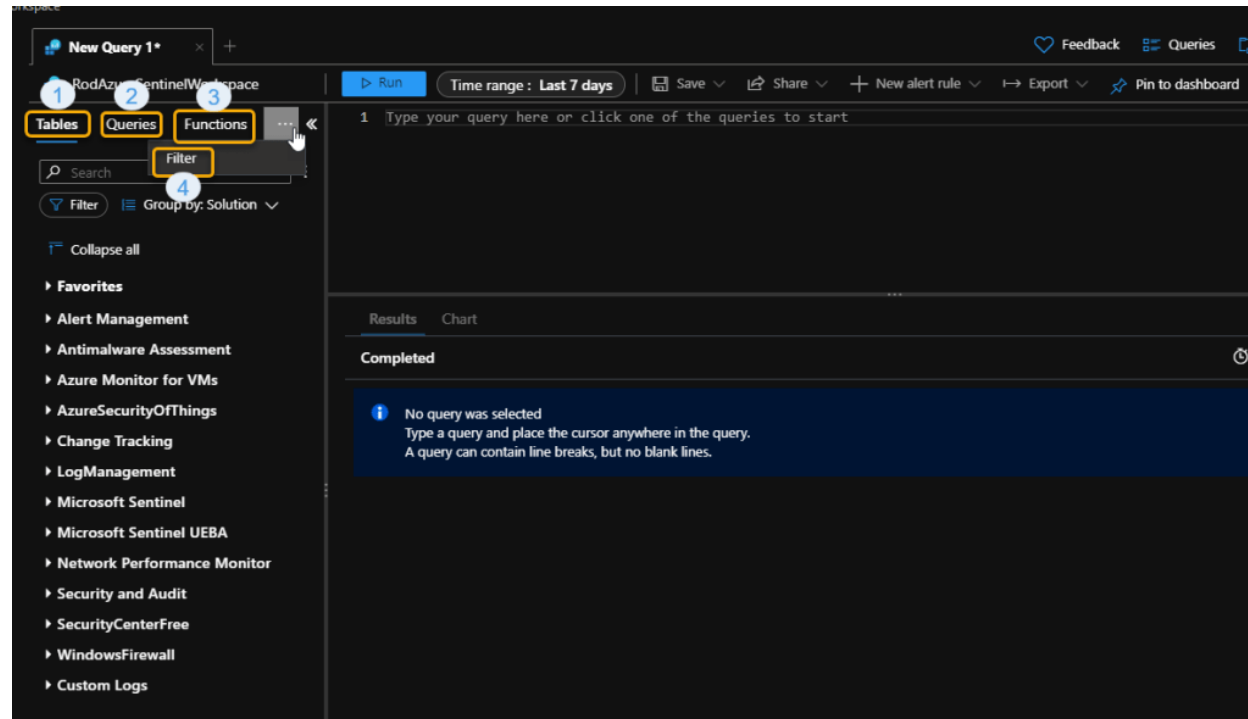 New Query 1*
Feedback
Queries
1
2
3
Run
Time range : Last 7 days
Save
Share
New alert rule
Export
Pin to dashboard
Tables
Queries
Functions
...
«
1 Type your query here or click one of the queries to start
Filter
Search
4
Filter
Group by: Solution
Collapse all
Favorites
Alert Management
Antimalware Assessment
Azure Monitor for VMs
AzureSecurityOfThings
Change Tracking
LogManagement
Microsoft Sentinel
Microsoft Sentinel UEBA
Network Performance Monitor
Security and Audit
SecurityCenterFree
WindowsFirewall
Custom Logs
Results
Chart
Completed
No query was selected
Type a query and place the cursor anywhere in the query.
A query can contain line breaks, but no blank lines.